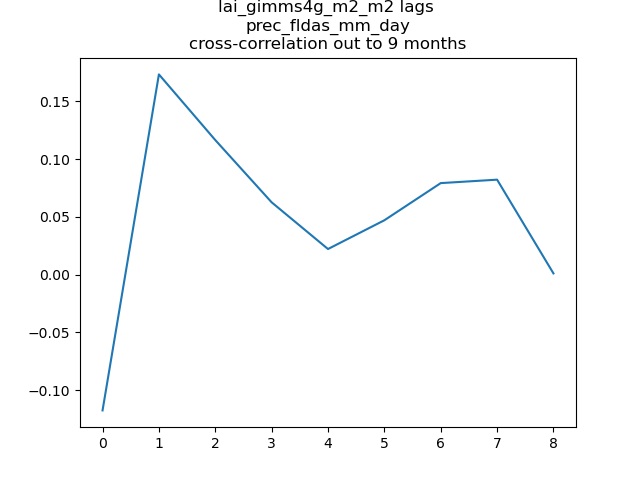 lai_gimms4g_m2_m2 lags
prec_fldas_mm_day
cross-correlation out to 9 months
0.15
0.10
0.05
0.00
−0.05
−0.10
0 1 2 3 4 5 6 7 8